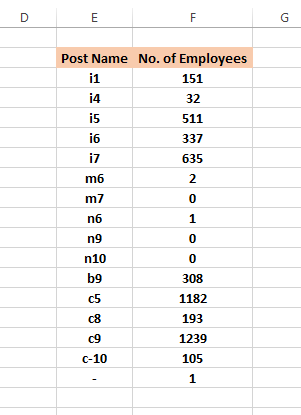 D E F G
Post Name No. of Employees
i1 151
i4 32
i5 511
i6 337
i7 635
m6 2
m7 0
n6 1
n9 0
n10 0
b9 308
c5 1182
c8 193
c9 1239
c-10 105
- 1